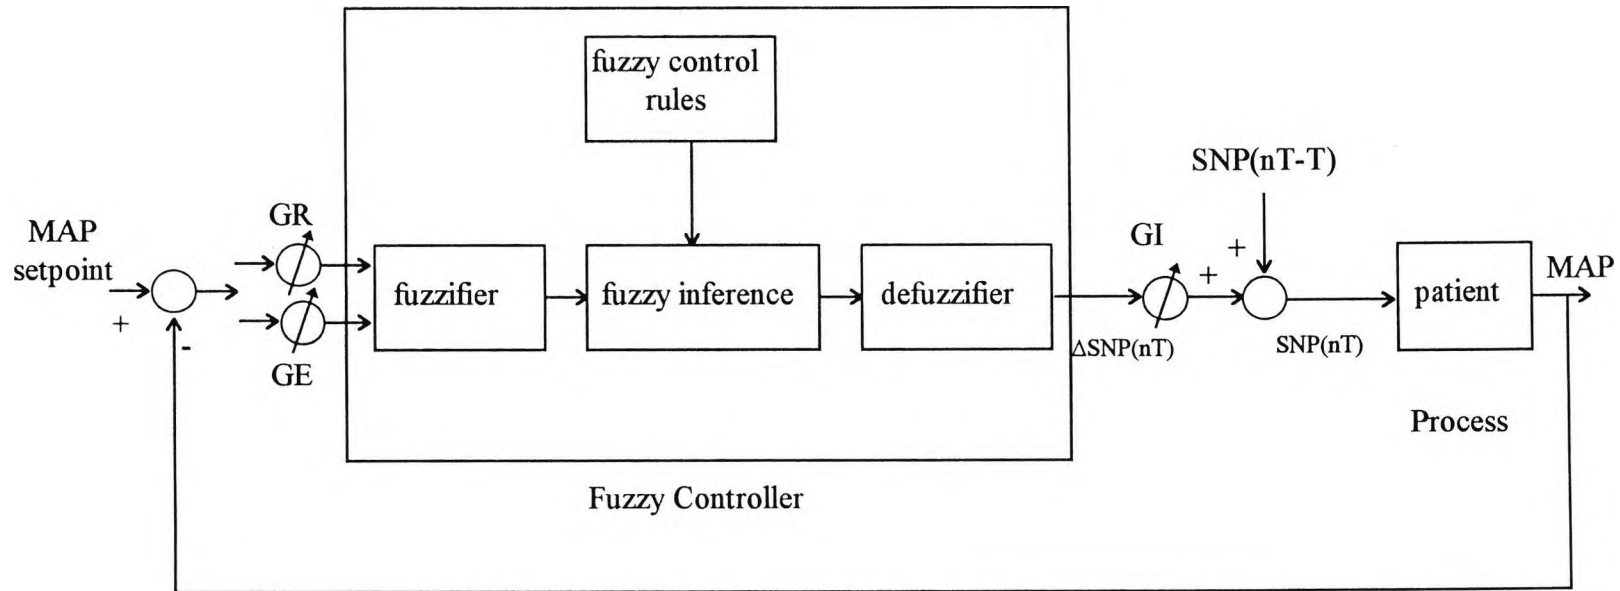 fuzzy control
rules
SNP(nT-T)
MAP
setpoint
+
-
GR
GE
fuzzifier
fuzzy inference
defuzzifier
GI
+
+
ΔSNP(nT)
SNP(nT)
patient
MAP
Process
Fuzzy Controller